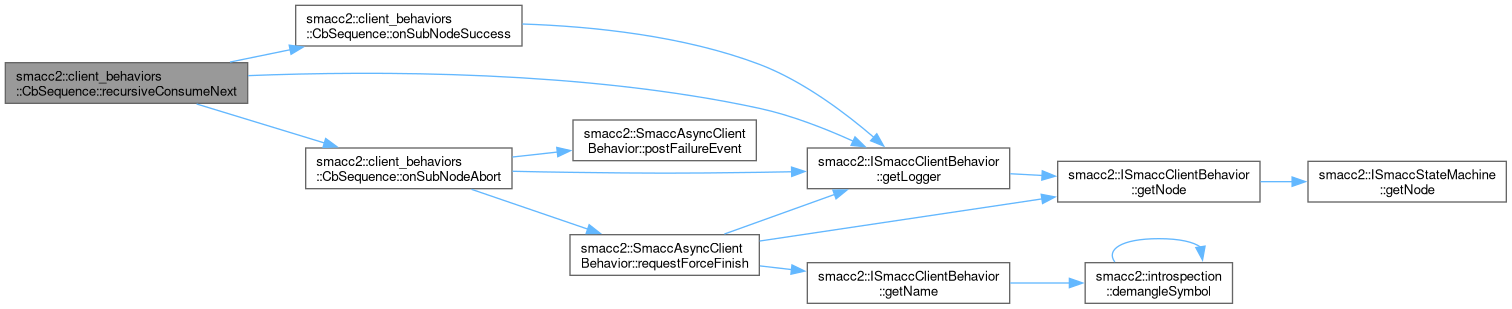 smacc2::client_behaviors
::CbSequence::onSubNodeSuccess
smacc2::client_behaviors
::CbSequence::recursiveConsumeNext
smacc2::SmaccAsyncClient
Behavior::postFailureEvent
smacc2::client_behaviors
::CbSequence::onSubNodeAbort
smacc2::ISmaccClientBehavior
::getLogger
smacc2::ISmaccClientBehavior
::getNode
smacc2::ISmaccStateMachine
::getNode
smacc2::SmaccAsyncClient
Behavior::requestForceFinish
smacc2::ISmaccClientBehavior
::getName
smacc2::introspection
::demangleSymbol